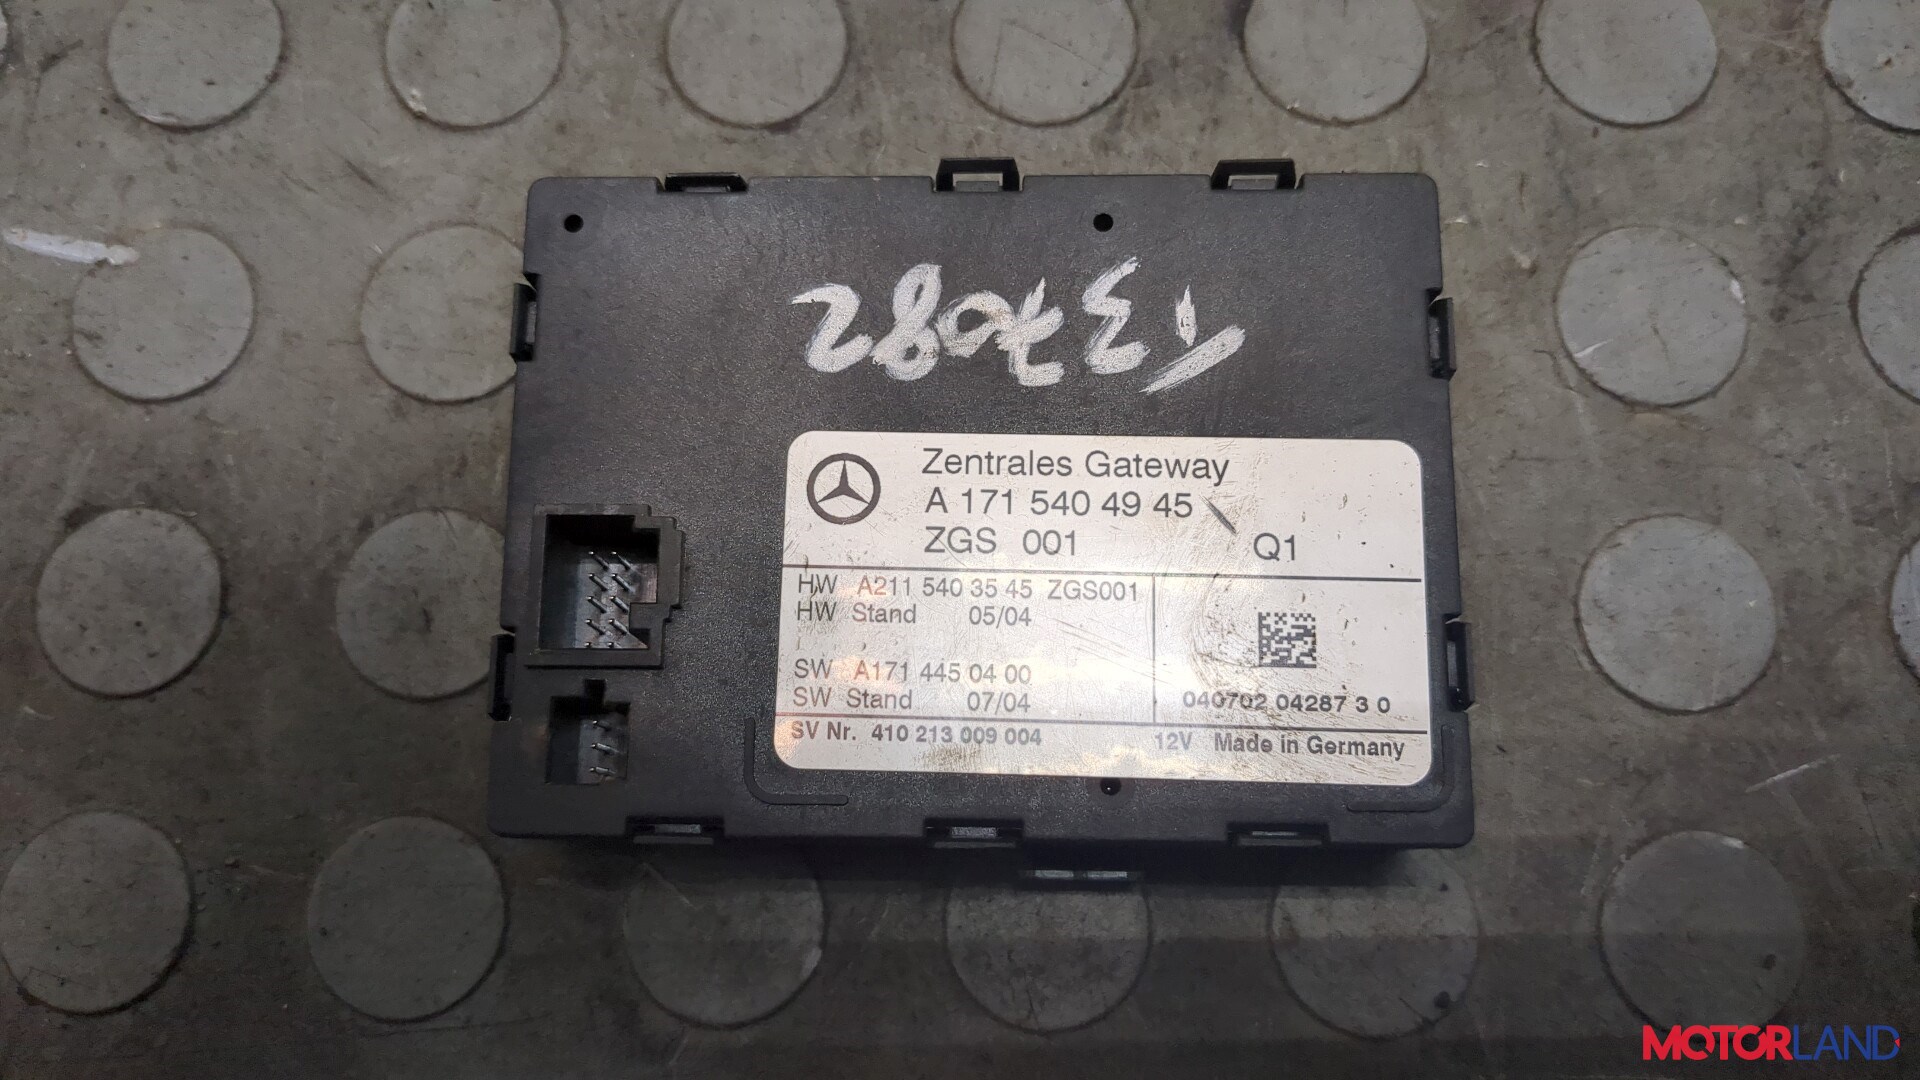 T37082
Zentrales Gateway
A 171 540 49 45
ZGS 001 Q1
HW A211 540 35 45 ZGS001
HW Stand 05/04
SW A171 445 04 00
SW Stand 07/04
040702 04287 3 0
SV Nr. 410 213 009 004 12V Made in Germany
MOTORLAND